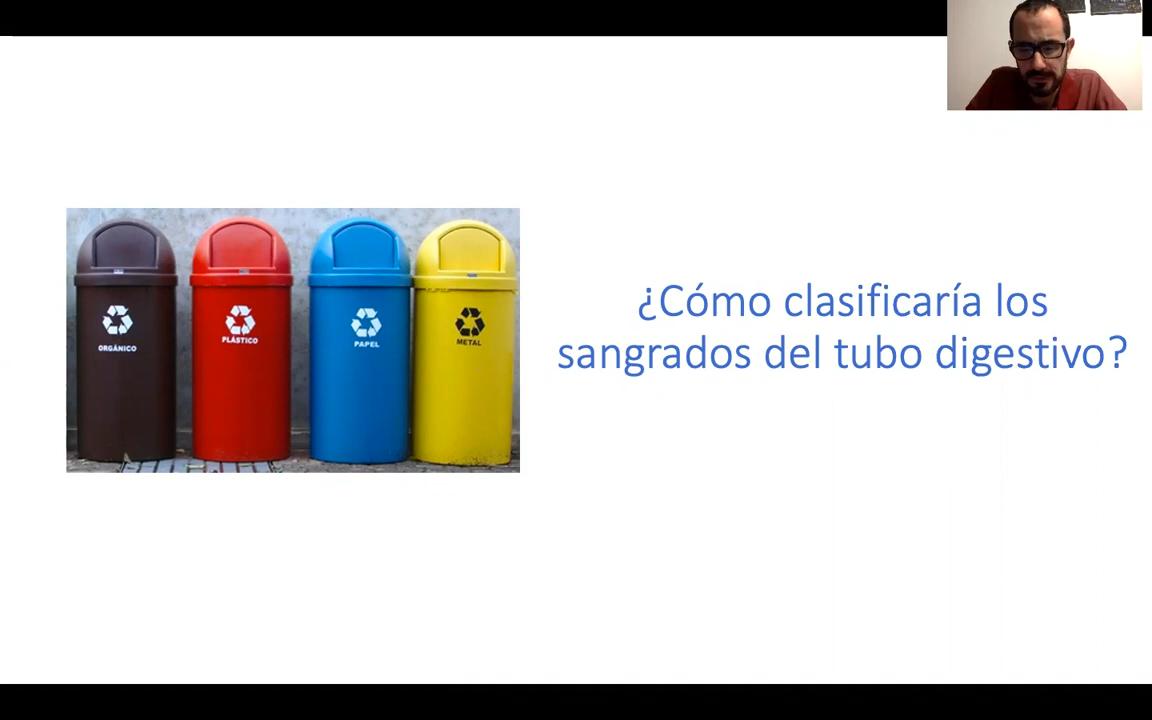 ORGÁNICO
PLÁSTICO
PAPEL
METAL
¿Cómo clasificaría los
sangrados del tubo digestivo?